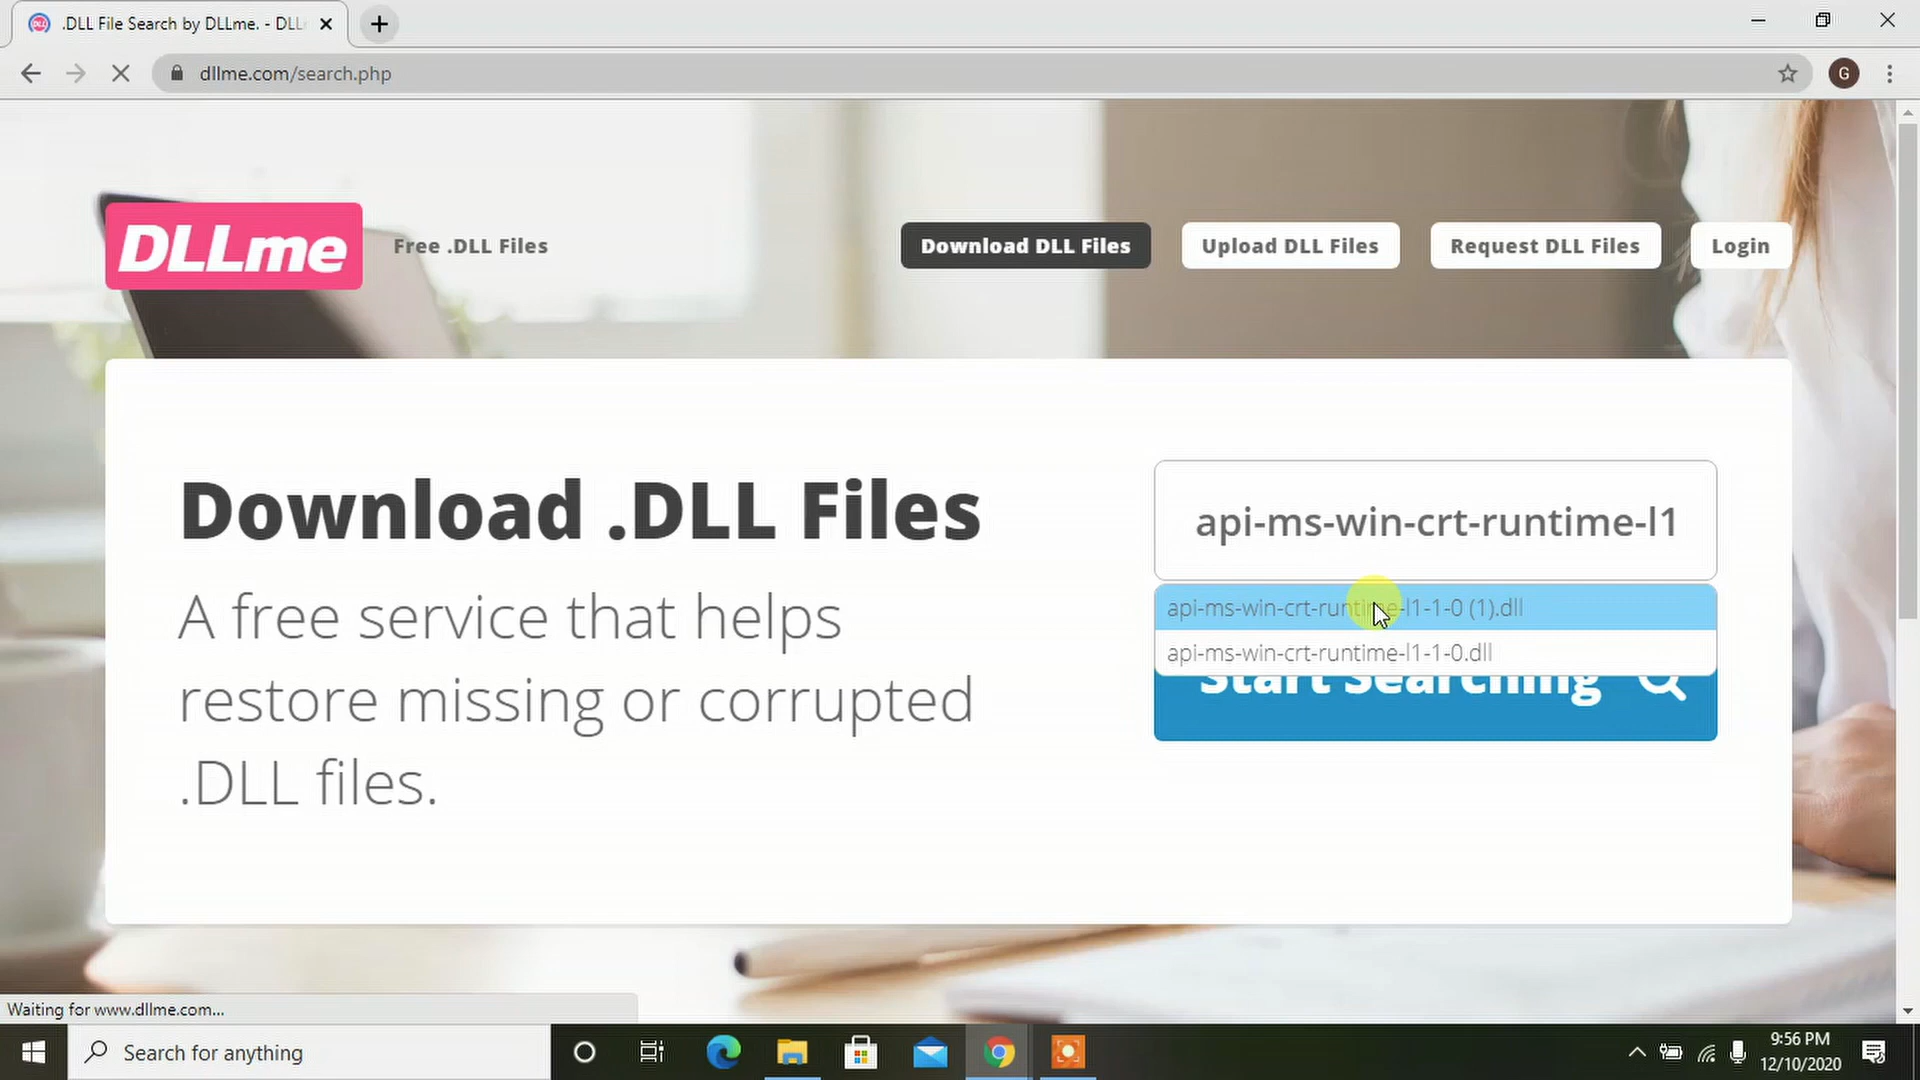 .DLL File Search by DLLme. - DLL
dllme.com/search.php
G
DLLme
Free .DLL Files
Download DLL Files
Upload DLL Files
Request DLL Files
Login
Download .DLL Files
A free service that helps
restore missing or corrupted
.DLL files.
api-ms-win-crt-runtime-l1
api-ms-win-crt-runtime-l1-1-0 (1).dll
api-ms-win-crt-runtime-l1-1-0.dll
Start Searching
Waiting for www.dllme.com...
Search for anything
9:56 PM
12/10/2020